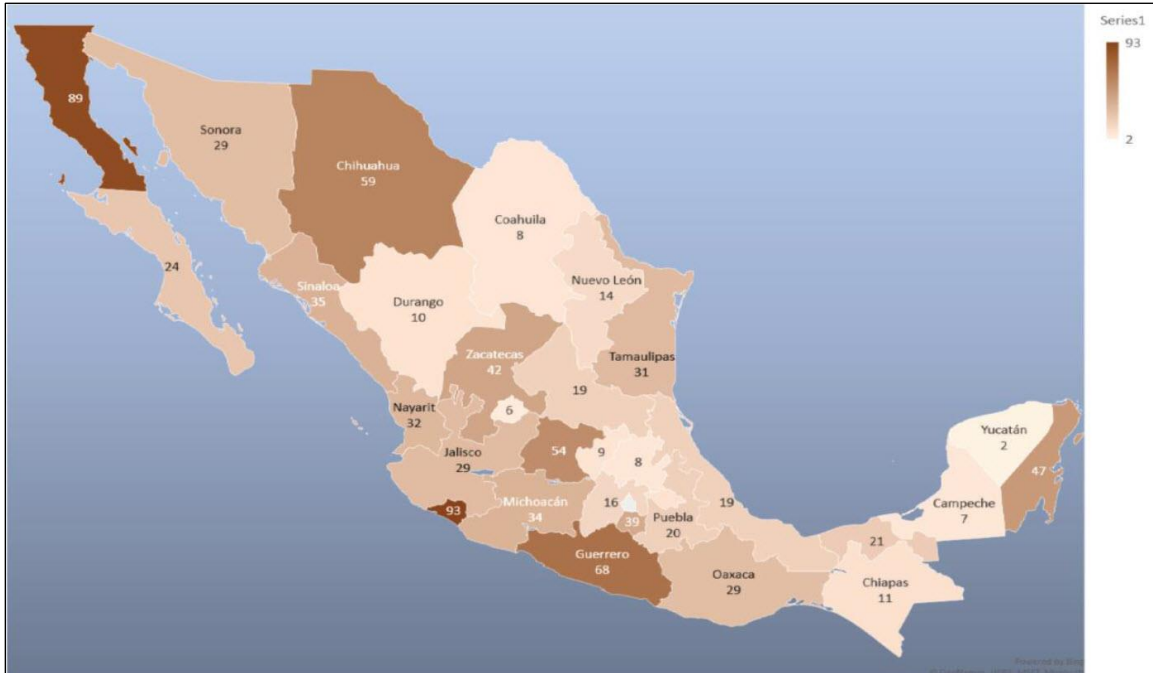 Series1
93
2
89
Sonora
29
Chihuahua
59
Coahuila
8
24
Sinaloa
35
Durango
10
Nuevo León
14
Zacatecas
42
Tamaulipas
31
19
6
Nayarit
32
Jalisco
29
54
9
8
Yucatán
2
47
Campeche
7
93
Michoacán
34
16
39
Puebla
20
19
Guerrero
68
Oaxaca
29
21
Chiapas
11
Powered by Bing